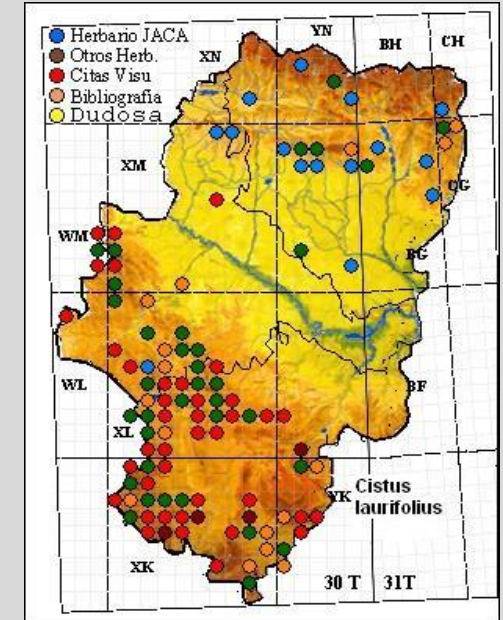 Herbario JACA
Otros Herb.
Citas Visu
Bibliografía
Dudosa
XN
YN
BH
CH
XM
CG
WM
BG
WL
BF
XL
YK
Cistus
laurifolius
XK
30 T
31T